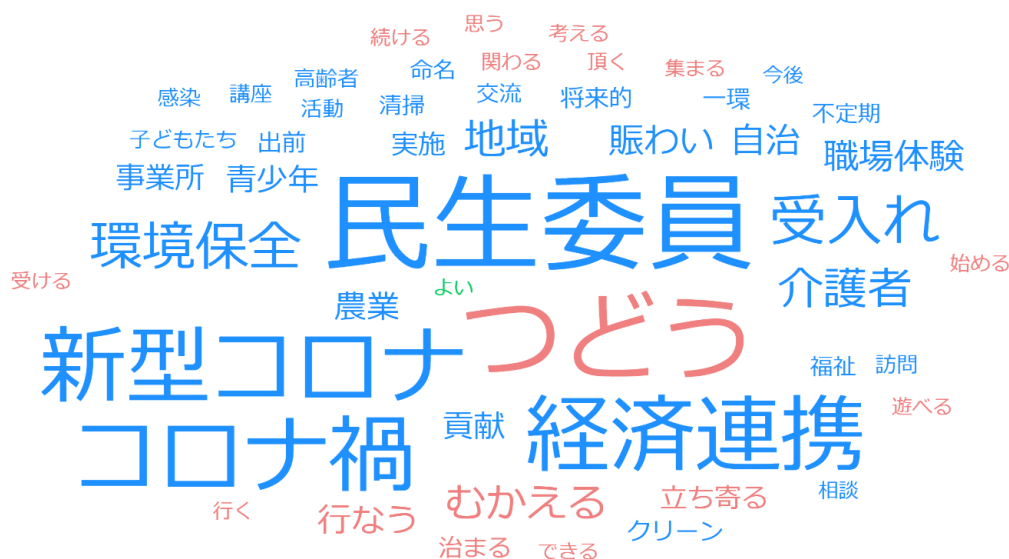 思う
続ける
考える
関わる
頂く
集まる
今後
高齢者
命名
感染
講座
活動
清掃
交流
将来的
一環
不定期
子どもたち
出前
実施
地域
賑わい
自治
職場体験
事業所
青少年
民生委員
受入れ
環境保全
受ける
始める
よい
農業
介護者
つどう
新型コロナ
福祉
訪問
遊べる
コロナ禍
貢献
経済連携
相談
行く
行なう
むかえる
立ち寄る
クリーン
治まる
できる